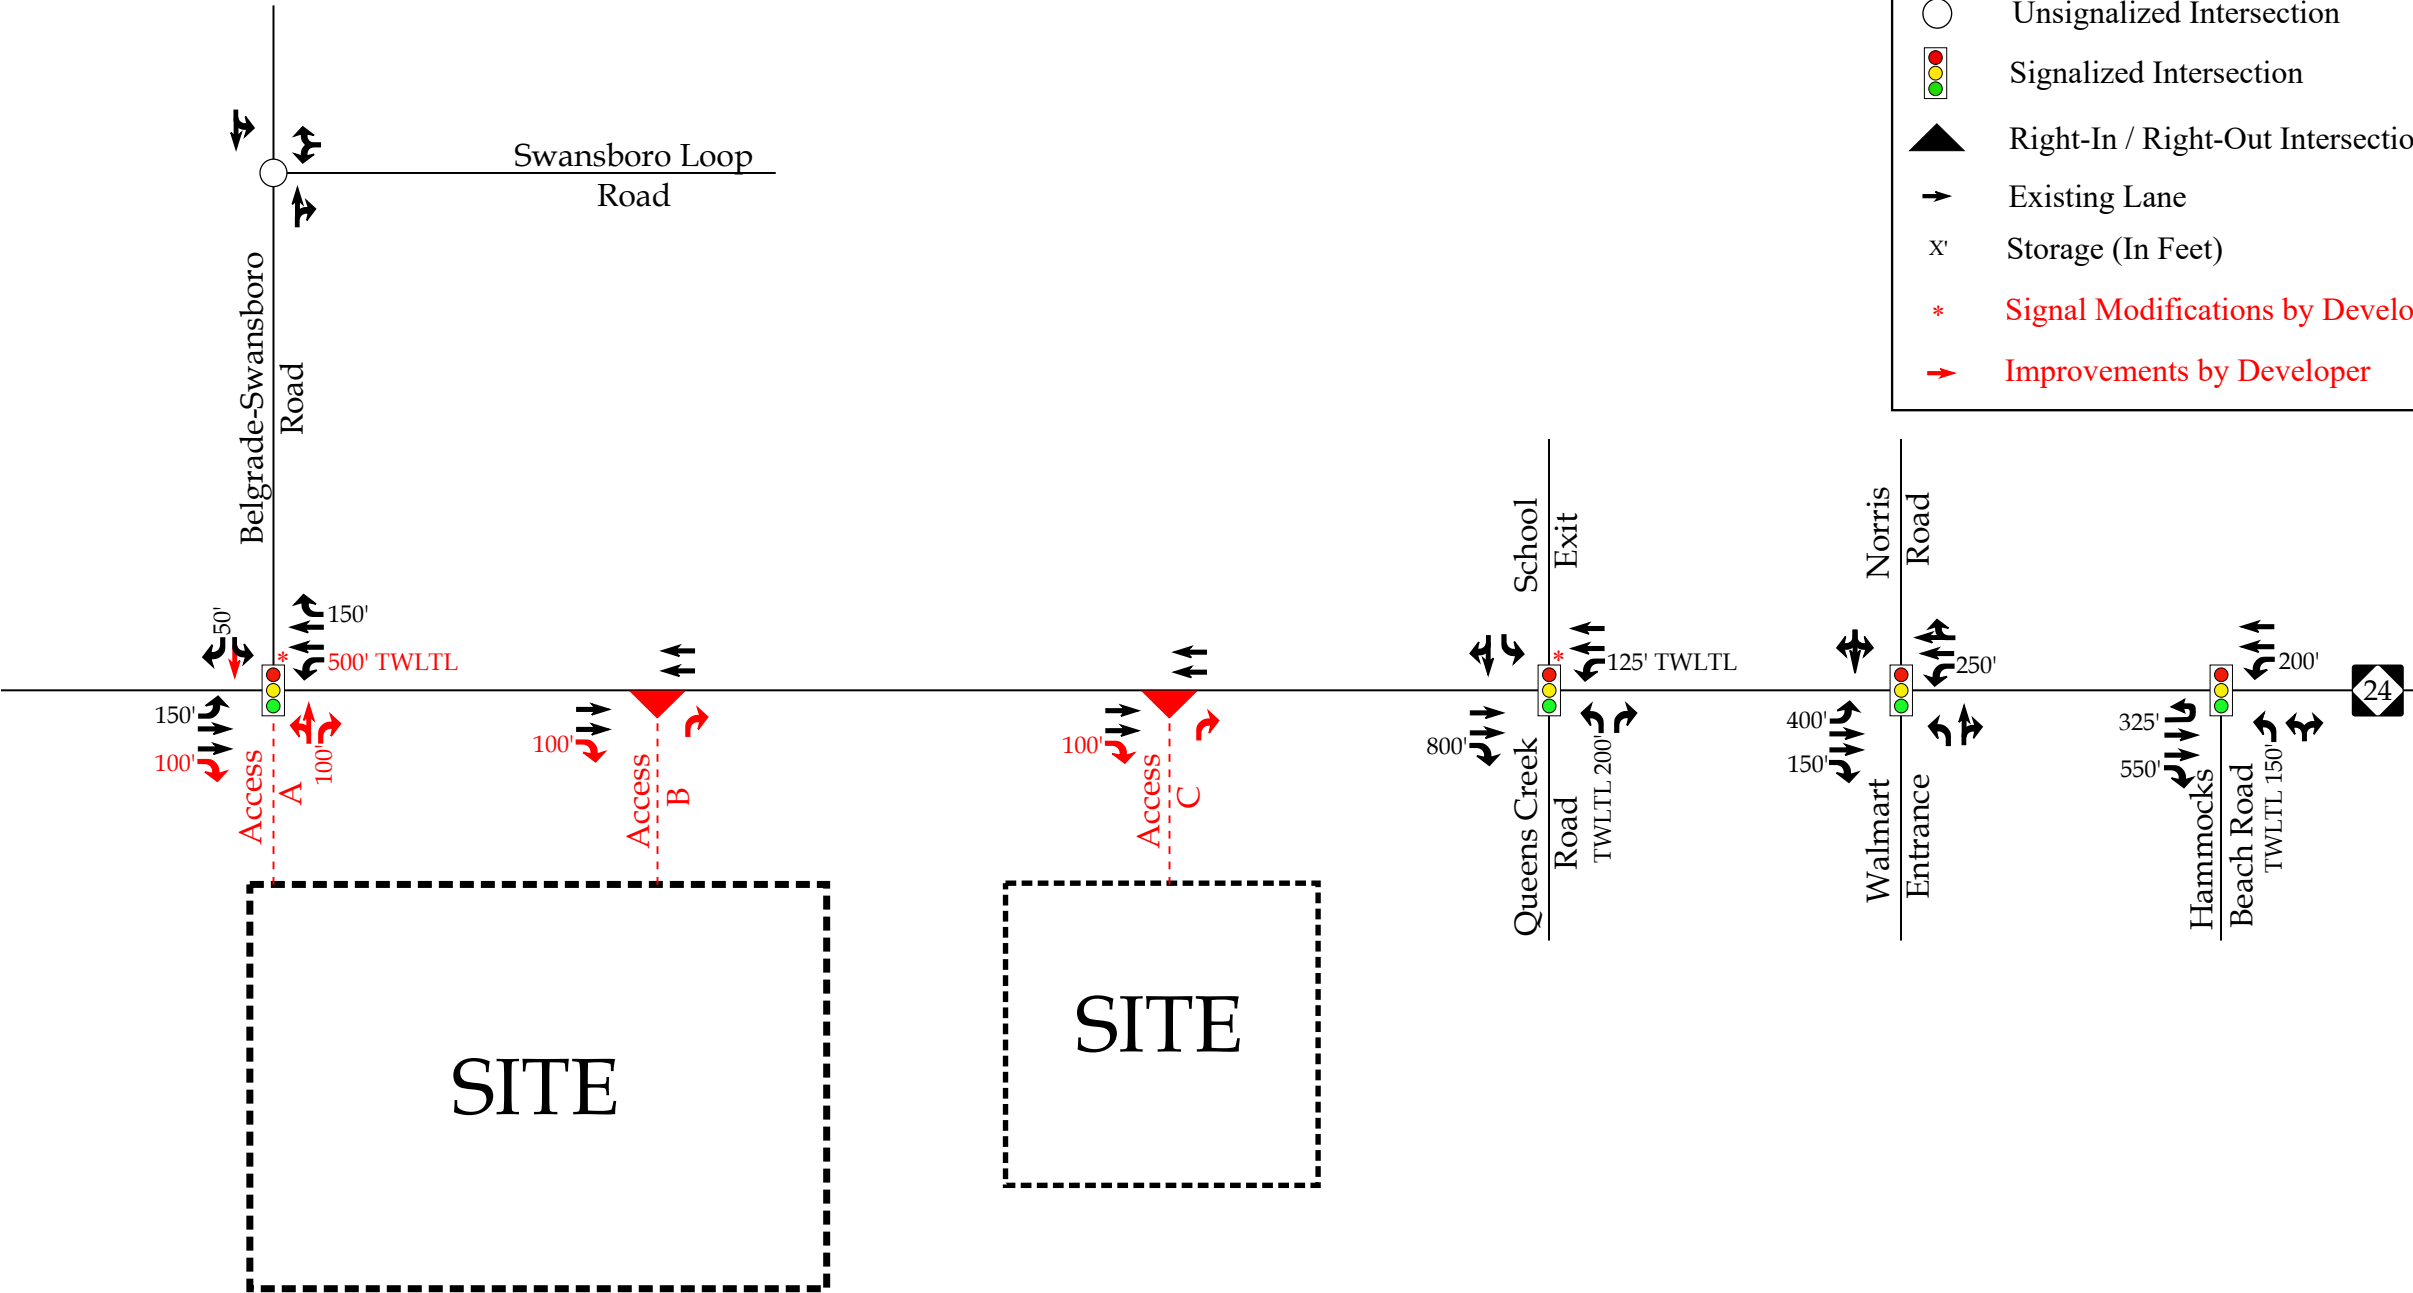 Unsignalized Intersection
Signalized Intersection
Right-In / Right-Out Intersectio
Existing Lane
X' Storage (In Feet)
* Signal Modifications by Develo
Improvements by Developer
Swansboro Loop
Road
Belgrade-Swansboro
Road
School
Exit
Norris
Road
50'
150'
*
500' TWLTL
*
125' TWLTL
250'
200'
24
150'
100'
100'
100'
100'
800'
TWLTL 200'
400'
150'
325'
550'
TWLTL 150'
Access
A
Access
B
Access
C
Queens Creek
Road
Walmart
Entrance
Hammocks
Beach Road
SITE
SITE